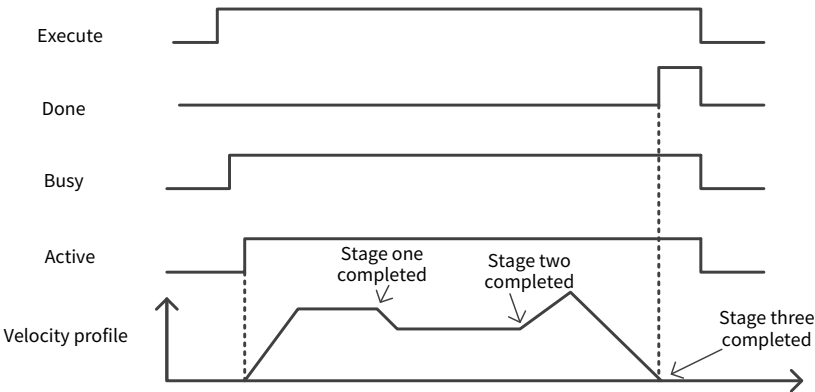 Execute
Done
Busy
Active
Stage one
completed
Stage two
completed
Velocity profile
Stage three
completed